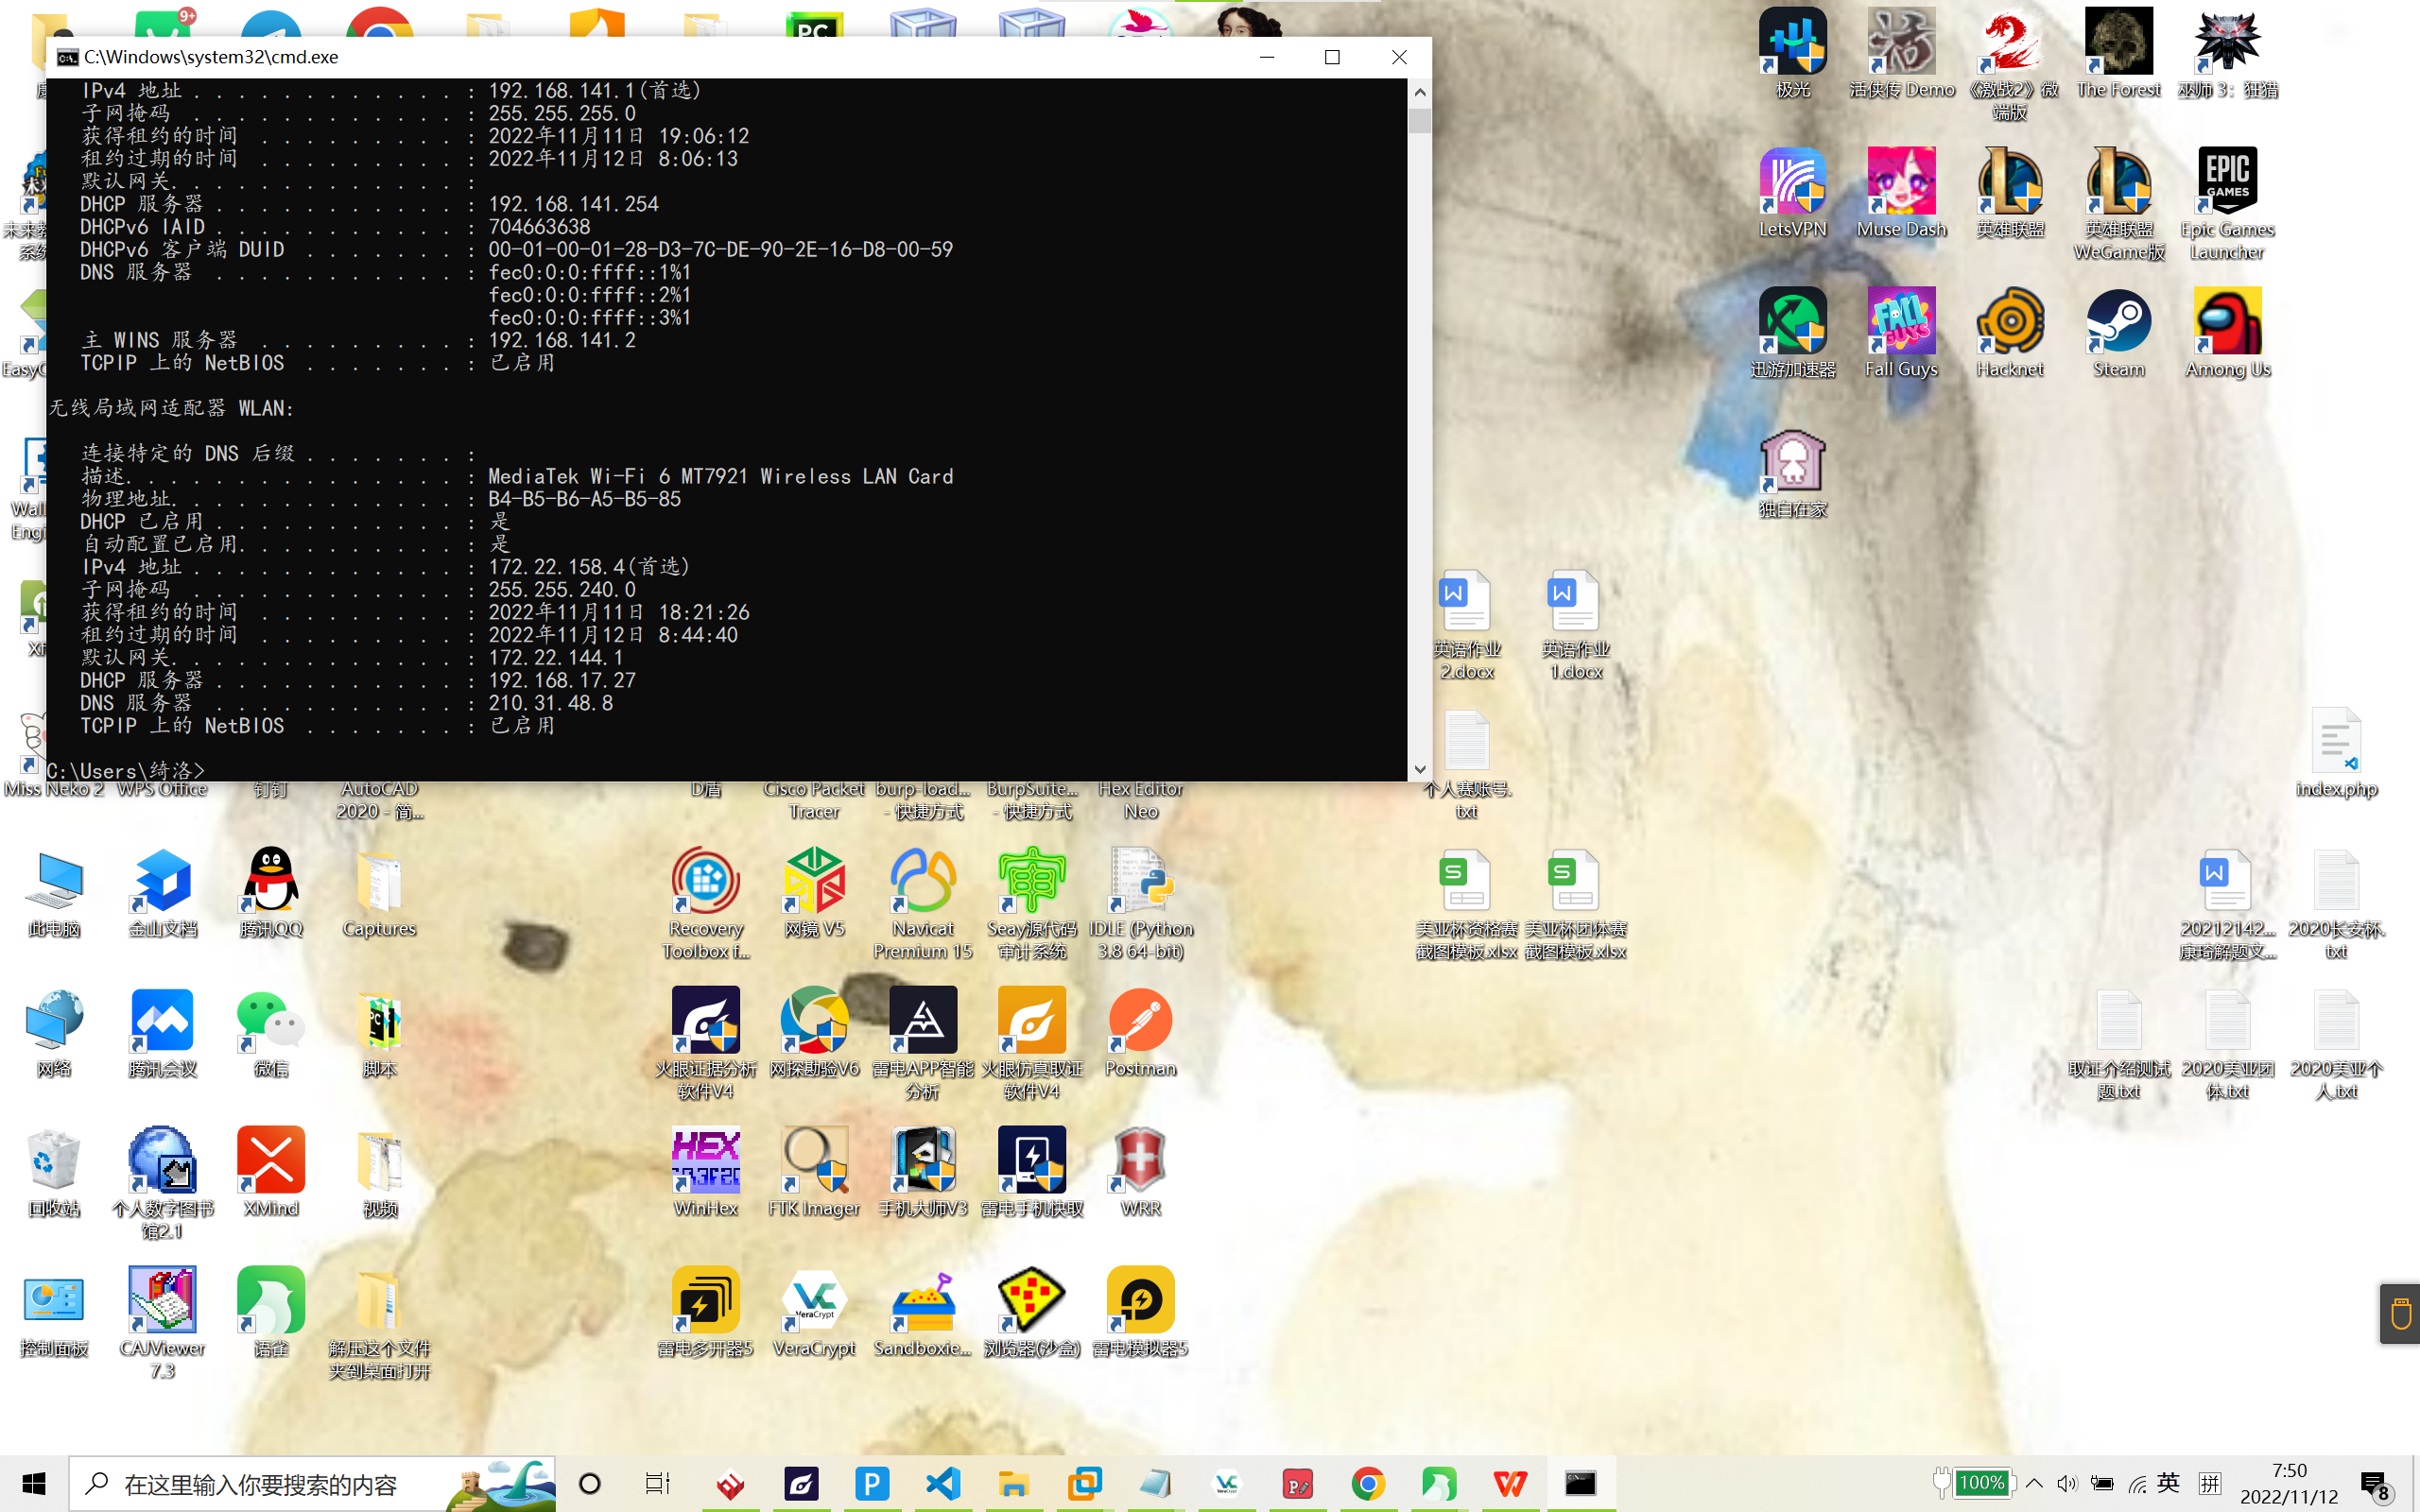 C:\Windows\system32\cmd.exe
IPv4 地址 . . . . . . . . . . . . : 192.168.141.1(首选)
子网掩码 . . . . . . . . . . . . : 255.255.255.0
获得租约的时间 . . . . . . . . . : 2022年11月11日 19:06:12
租约过期的时间 . . . . . . . . . : 2022年11月12日 8:06:13
默认网关. . . . . . . . . . . . . :
DHCP 服务器 . . . . . . . . . . . : 192.168.141.254
DHCPv6 IAID . . . . . . . . . . . : 704663638
DHCPv6 客户端 DUID . . . . . . . : 00-01-00-01-28-D3-7C-DE-90-2E-16-D8-00-59
DNS 服务器 . . . . . . . . . . . : fec0:0:0:ffff::1%1
fec0:0:0:ffff::2%1
fec0:0:0:ffff::3%1
主 WINS 服务器 . . . . . . . . . : 192.168.141.2
TCPIP 上的 NetBIOS . . . . . . . : 已启用
无线局域网适配器 WLAN:
连接特定的 DNS 后缀 . . . . . . . :
描述. . . . . . . . . . . . . . . : MediaTek Wi-Fi 6 MT7921 Wireless LAN Card
物理地址. . . . . . . . . . . . . : B4-B5-B6-A5-B5-85
DHCP 已启用 . . . . . . . . . . . : 是
自动配置已启用. . . . . . . . . . : 是
IPv4 地址 . . . . . . . . . . . . : 172.22.158.4(首选)
子网掩码 . . . . . . . . . . . . : 255.255.240.0
获得租约的时间 . . . . . . . . . : 2022年11月11日 18:21:26
租约过期的时间 . . . . . . . . . : 2022年11月12日 8:44:40
默认网关. . . . . . . . . . . . . : 172.22.144.1
DHCP 服务器 . . . . . . . . . . . : 192.168.17.27
DNS 服务器 . . . . . . . . . . . : 210.31.48.8
TCPIP 上的 NetBIOS . . . . . . . : 已启用
C:\Users\绮洛>
9+
PC
极光
活侠传 Demo
《激战2》微
端版
The Forest
巫师 3：狂猎
LetsVPN
Muse Dash
英雄联盟
英雄联盟
WeGame版
EPIC
GAMES
Epic Games
Launcher
迅游加速器
FALL
GUYS
Fall Guys
Hacknet
Steam
Among Us
独自在家
英语作业
2.docx
英语作业
1.docx
个人赛账号.
txt
index.php
美亚杯资格赛
截图模板.xlsx
美亚杯团体赛
截图模板.xlsx
20212142...
康琦解题文...
2020长安杯.
txt
取证介绍测试
题.txt
2020美亚团
体.txt
2020美亚个
人.txt
Miss Neko 2
WPS Office
钉钉
AutoCAD
2020 - 简...
D盾
Cisco Packet
Tracer
burp-load...
- 快捷方式
BurpSuite...
- 快捷方式
Hex Editor
Neo
此电脑
金山文档
腾讯QQ
Captures
Recovery
Toolbox f...
网镜 V5
Navicat
Premium 15
Seay源代码
审计系统
IDLE (Python
3.8 64-bit)
网络
腾讯会议
微信
脚本
火眼证据分析
软件V4
网探勘验V6
雷电APP智能
分析
火眼仿真取证
软件V4
Postman
回收站
个人数字图书
馆2.1
XMind
视频
HEX
WinHex
FTK Imager
手机大师V3
雷电手机快取
WRR
控制面板
CAJViewer
7.3
语雀
解压这个文件
夹到桌面打开
雷电多开器5
VeraCrypt
VeraCrypt
Sandboxie...
浏览器(沙盒)
雷电模拟器5
在这里输入你要搜索的内容
100%
英
拼
7:50
2022/11/12
8